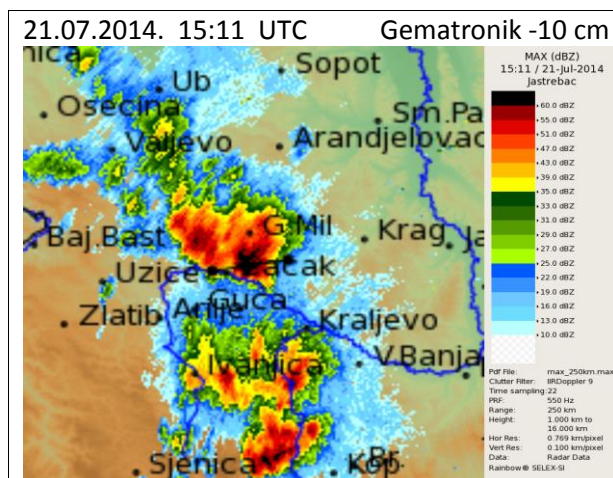 21.07.2014. 15:11 UTC Gematronik -10 cm
MAX (dBZ)
15:11 / 21-Jul-2014
Jastrebac
60.0 dBZ
55.0 dBZ
51.0 dBZ
47.0 dBZ
43.0 dBZ
39.0 dBZ
35.0 dBZ
33.0 dBZ
31.0 dBZ
29.0 dBZ
27.0 dBZ
25.0 dBZ
22.0 dBZ
19.0 dBZ
16.0 dBZ
13.0 dBZ
10.0 dBZ
Pdf File: max_250km.max
Clutter Filter: IIRDoppler 9
Time sampling:22
PRF: 550 Hz
Range: 250 km
Height: 1.000 km to
16.000 km
Hor Res: 0.769 km/pixel
Vert Res: 0.100 km/pixel
Data: Radar Data
Rainbow® SELEX-SI
nica
Sopot
Ub
Osecina
Sm.Pa
Valjevo
Arandjelovac
G.Mil
Krag
Ja
Baj.Bast
Cacak
Uzice
Guca
Zlatib
Arilje
Kraljevo
Ivanjica
V.Banja
Br.
Sjenica
Kop